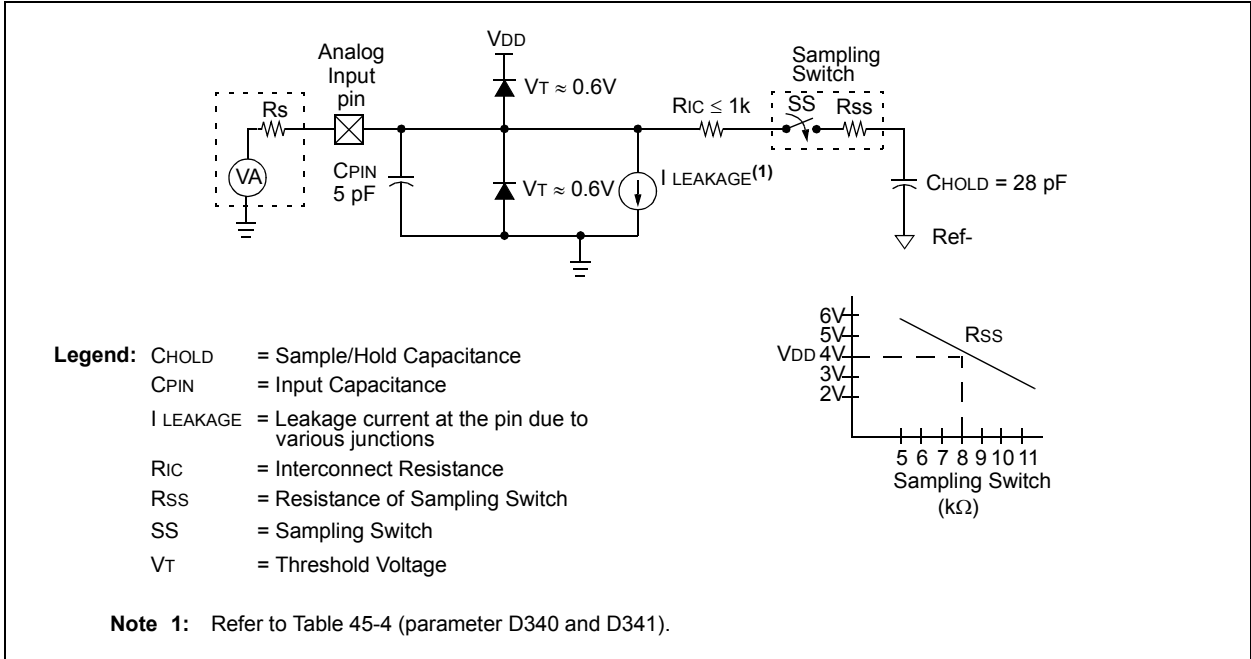 VDD
Analog
Input
pin
Sampling
Switch
VT ≈ 0.6V
Rs
RIC ≤ 1k
SS
Rss
VA
CPIN
5 pF
VT ≈ 0.6V
I LEAKAGE(1)
CHOLD = 28 pF
Ref-
6V
5V
VDD 4V
3V
2V
RSS
5 6 7 8 9 10 11
Sampling Switch
(kΩ)
Legend: CHOLD = Sample/Hold Capacitance
CPIN = Input Capacitance
I LEAKAGE = Leakage current at the pin due to
various junctions
RIC = Interconnect Resistance
RSS = Resistance of Sampling Switch
SS = Sampling Switch
VT = Threshold Voltage
Note 1: Refer to Table 45-4 (parameter D340 and D341).